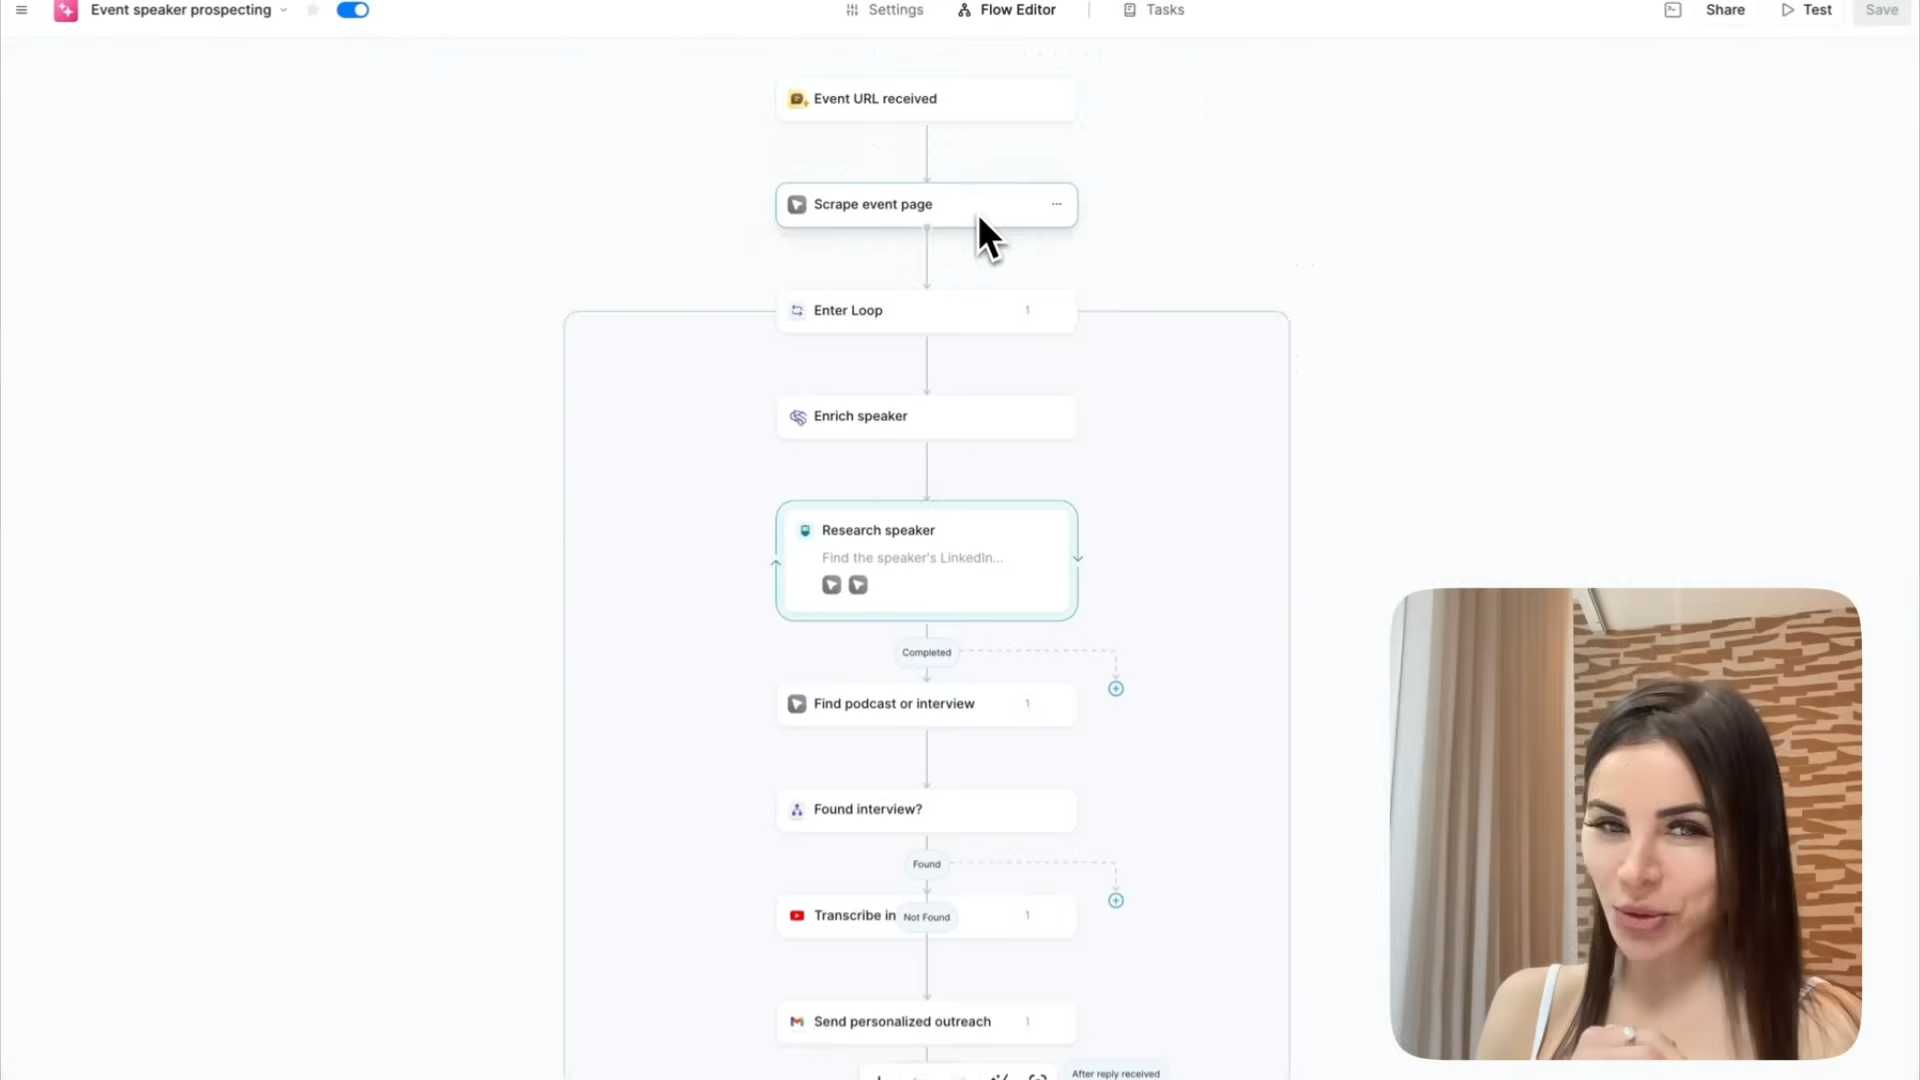 Event speaker prospecting
Settings
Flow Editor
Tasks
Share
Test
Save
Event URL received
Scrape event page
Enter Loop
1
Enrich speaker
Research speaker
Find the speaker's LinkedIn...
Completed
Find podcast or interview
1
Found interview?
Found
Transcribe in
Not Found
1
Send personalized outreach
1
After reply received